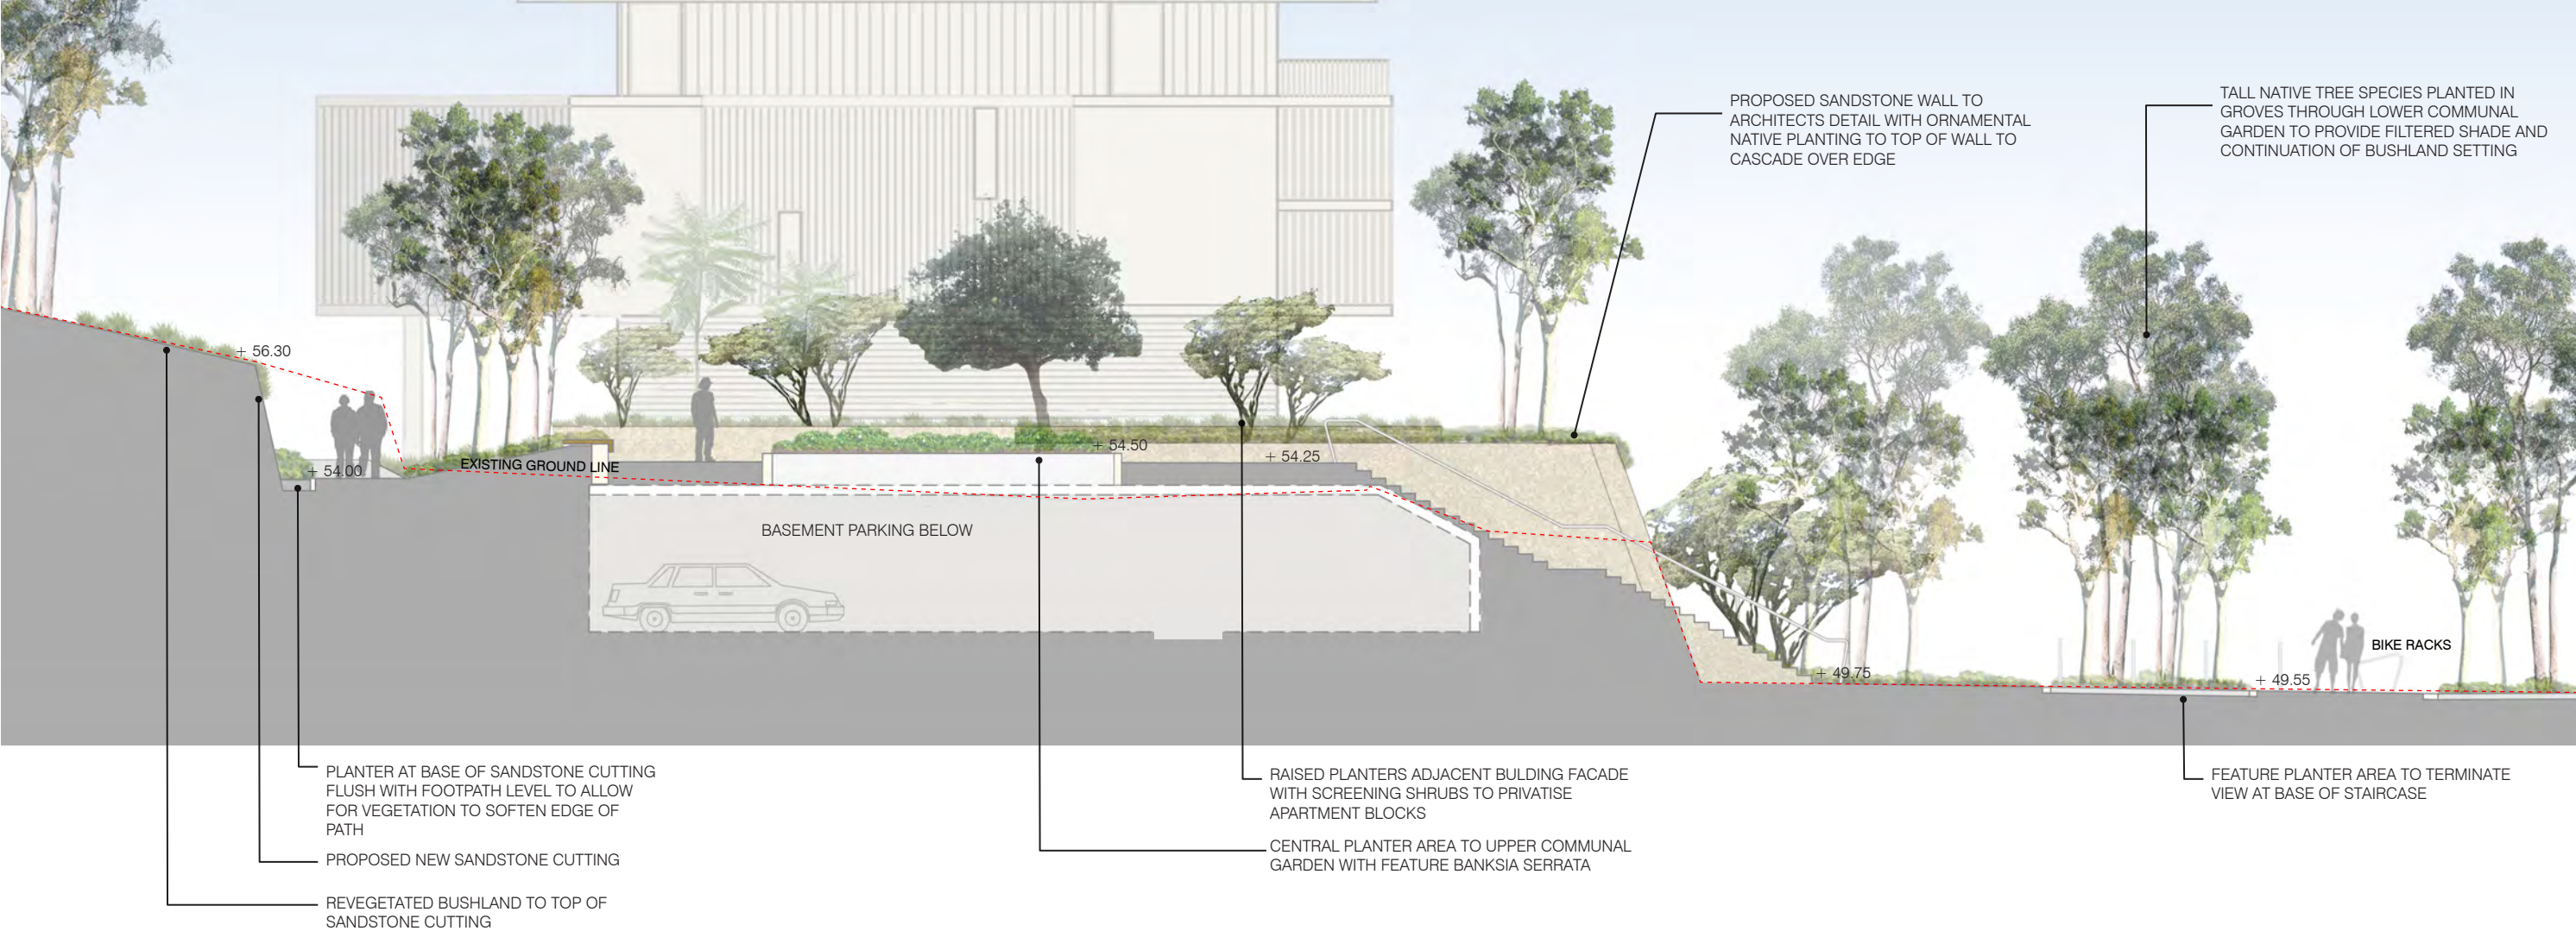 PROPOSED SANDSTONE WALL TO
ARCHITECTS DETAIL WITH ORNAMENTAL
NATIVE PLANTING TO TOP OF WALL TO
CASCADE OVER EDGE
TALL NATIVE TREE SPECIES PLANTED IN
GROVES THROUGH LOWER COMMUNAL
GARDEN TO PROVIDE FILTERED SHADE AND
CONTINUATION OF BUSHLAND SETTING
+ 56.30
+ 54.00
EXISTING GROUND LINE
+ 54.50
+ 54.25
BASEMENT PARKING BELOW
+ 49.75
+ 49.55
BIKE RACKS
PLANTER AT BASE OF SANDSTONE CUTTING
FLUSH WITH FOOTPATH LEVEL TO ALLOW
FOR VEGETATION TO SOFTEN EDGE OF
PATH
PROPOSED NEW SANDSTONE CUTTING
REVEGETATED BUSHLAND TO TOP OF
SANDSTONE CUTTING
RAISED PLANTERS ADJACENT BULDING FACADE
WITH SCREENING SHRUBS TO PRIVATISE
APARTMENT BLOCKS
CENTRAL PLANTER AREA TO UPPER COMMUNAL
GARDEN WITH FEATURE BANKSIA SERRATA
FEATURE PLANTER AREA TO TERMINATE
VIEW AT BASE OF STAIRCASE